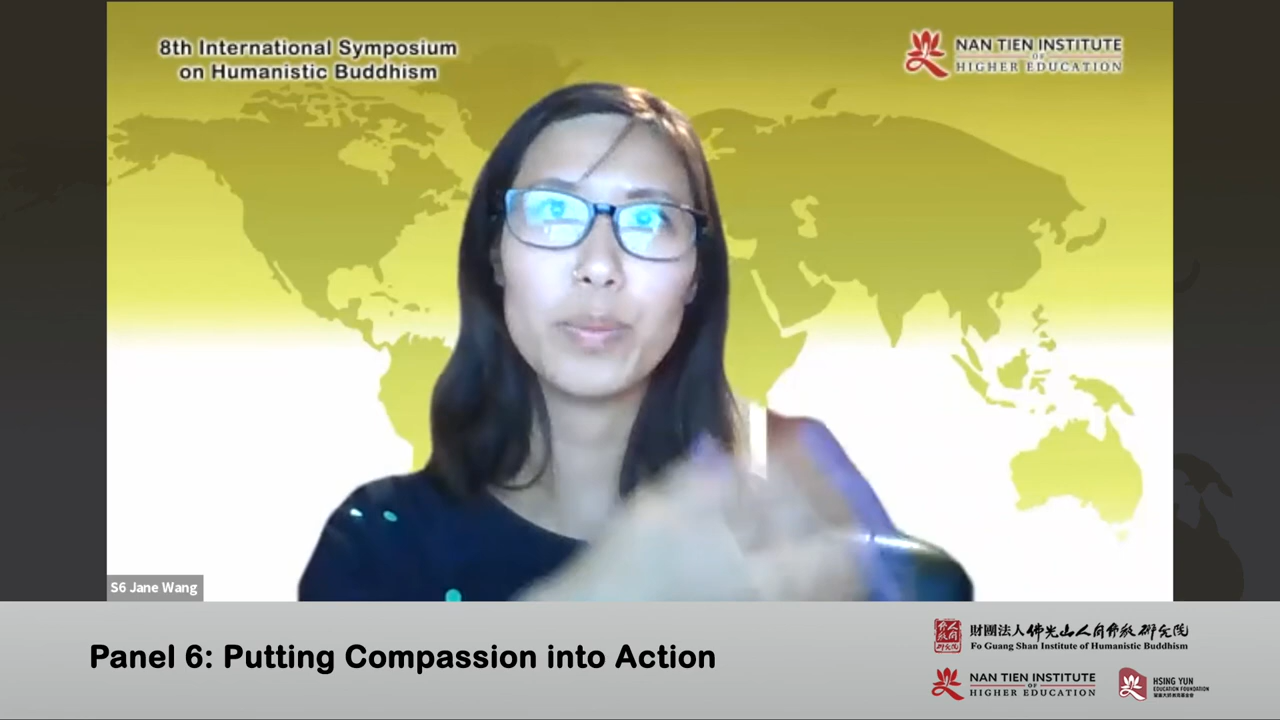 8th International Symposium
on Humanistic Buddhism
NAN TIEN INSTITUTE
OF
HIGHER EDUCATION
S6 Jane Wang
Panel 6: Putting Compassion into Action
財團法人佛光山人間佛教研究院
Fo Guang Shan Institute of Humanistic Buddhism
NAN TIEN INSTITUTE
OF
HIGHER EDUCATION
HSING YUN
EDUCATION FOUNDATION